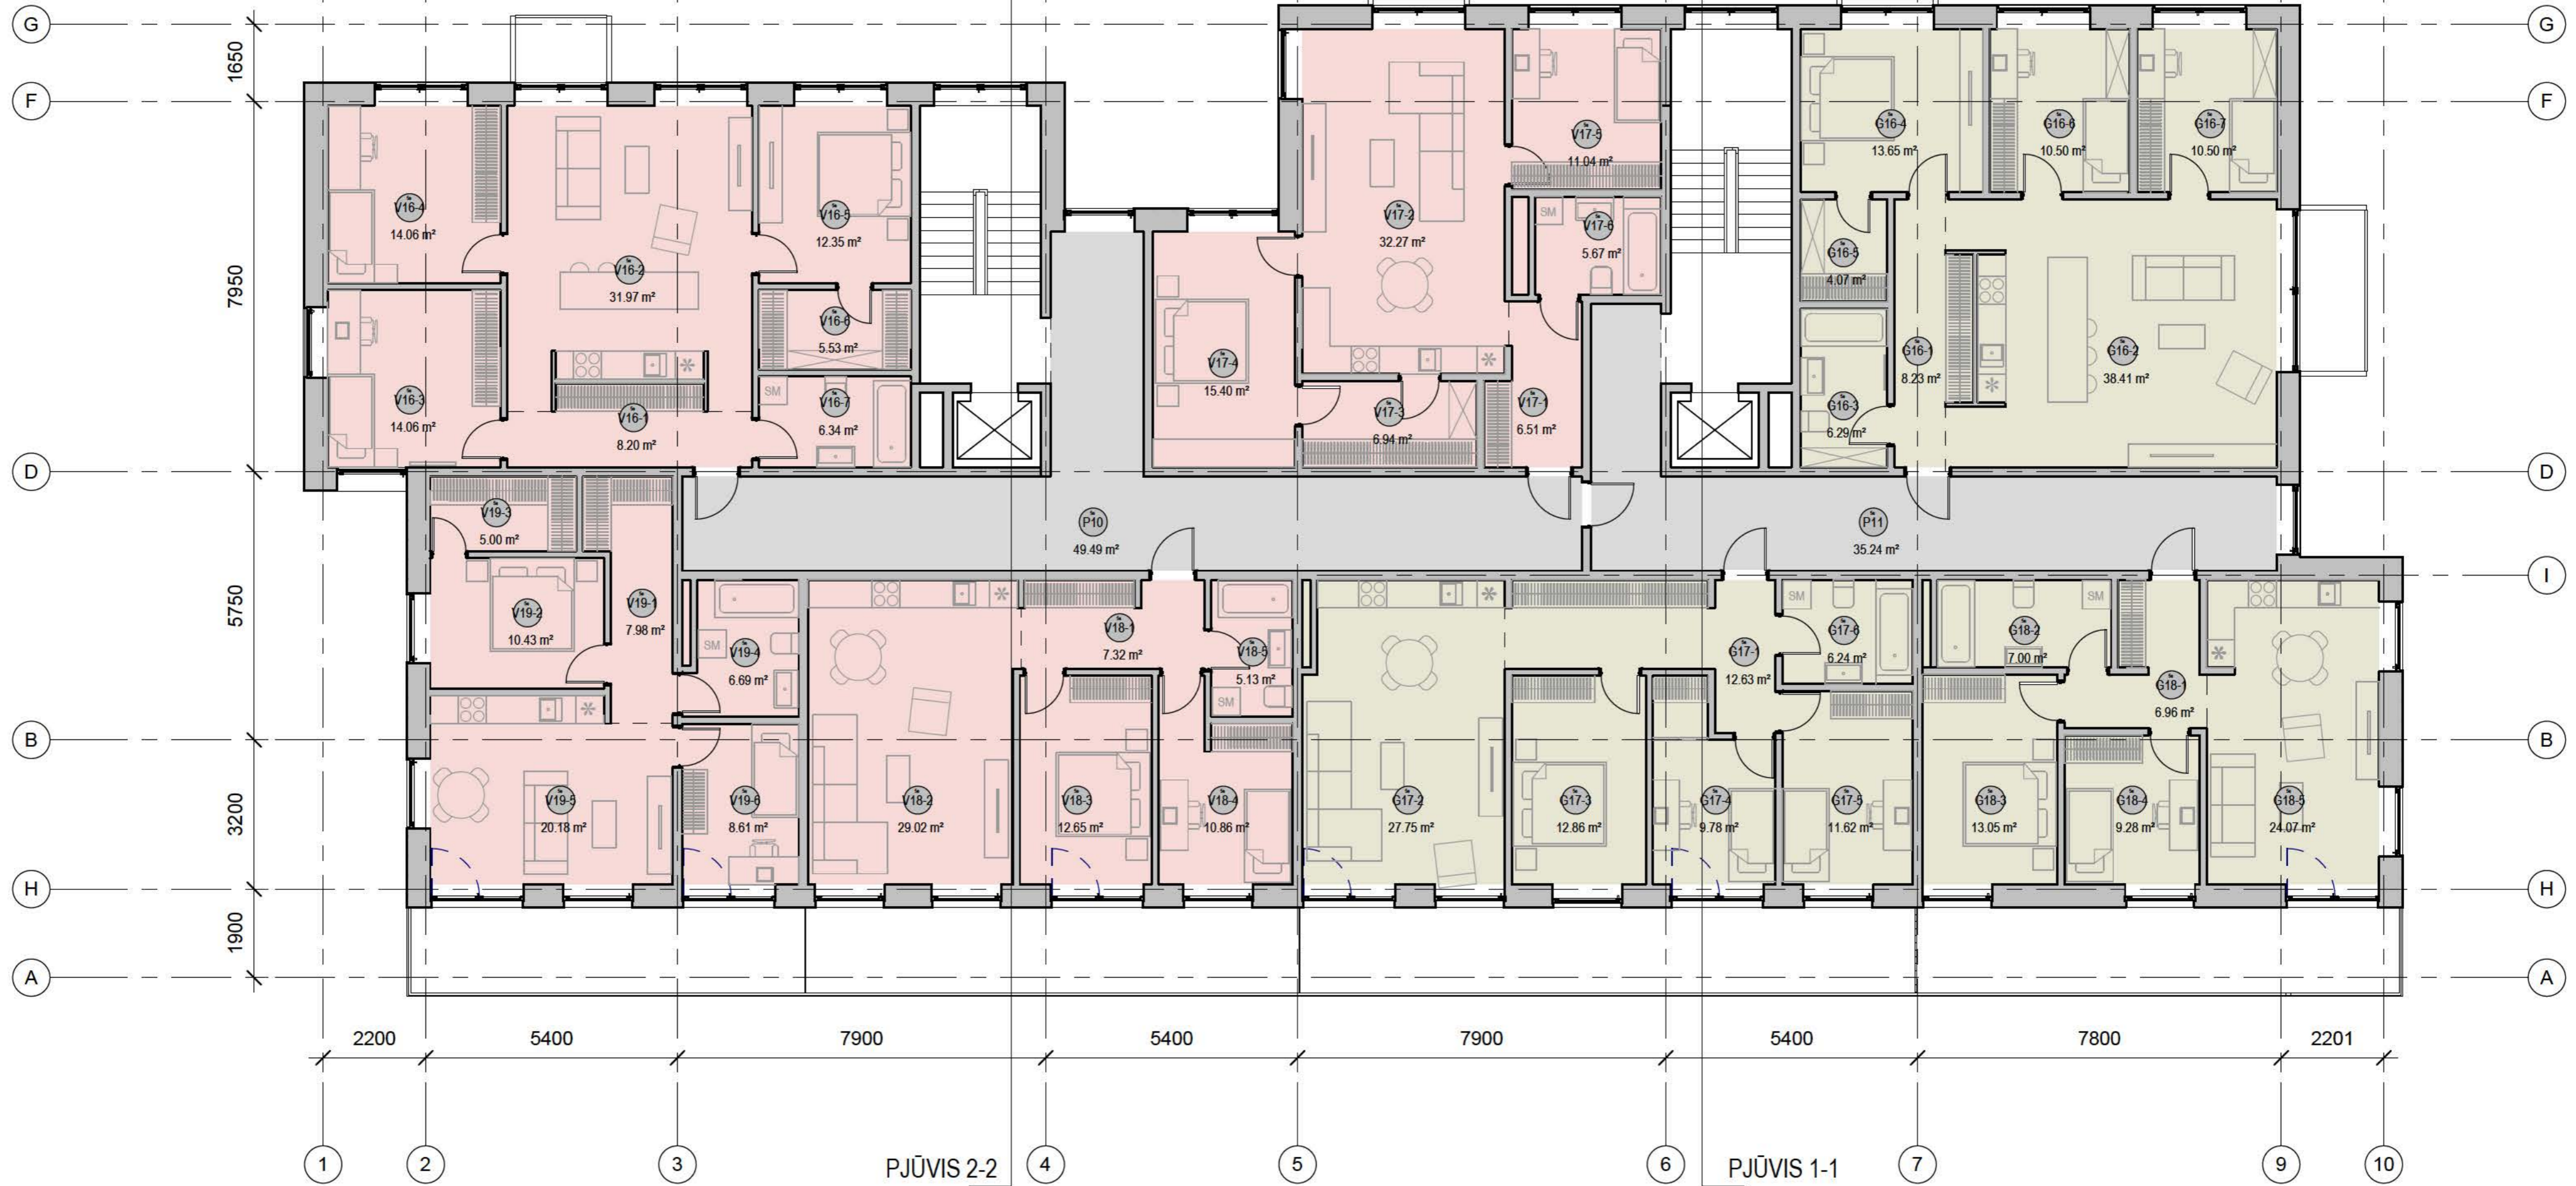 G
G
1650
F
F
V16-4
14.06 m²
V16-2
31.97 m²
V16-5
12.35 m²
V16-6
5.53 m²
V16-3
14.06 m²
V16-1
8.20 m²
SM
V16-7
6.34 m²
V17-2
32.27 m²
V17-5
11.04 m²
SM
V17-6
5.67 m²
V17-4
15.40 m²
V17-3
6.94 m²
V17-1
6.51 m²
G16-4
13.65 m²
G16-6
10.50 m²
G16-7
10.50 m²
G16-5
4.07 m²
G16-1
8.23 m²
G16-2
38.41 m²
G16-3
6.29 m²
7950
D
D
V19-3
5.00 m²
P10
49.49 m²
P11
35.24 m²
I
5750
V19-2
10.43 m²
V19-1
7.98 m²
SM
V19-4
6.69 m²
V18-1
7.32 m²
V18-5
5.13 m²
SM
G17-1
12.63 m²
SM
G17-6
6.24 m²
G18-2
7.00 m²
SM
G18-1
6.96 m²
B
B
3200
V19-5
20.18 m²
V19-6
8.61 m²
V18-2
29.02 m²
V18-3
12.65 m²
V18-4
10.86 m²
G17-2
27.75 m²
G17-3
12.86 m²
G17-4
9.78 m²
G17-5
11.62 m²
G18-3
13.05 m²
G18-4
9.28 m²
G18-5
24.07 m²
H
H
1900
A
A
2200 5400 7900 5400 7900 5400 7800 2201
1 2 3 PJŪVIS 2-2 4 5 6 PJŪVIS 1-1 7 9 10